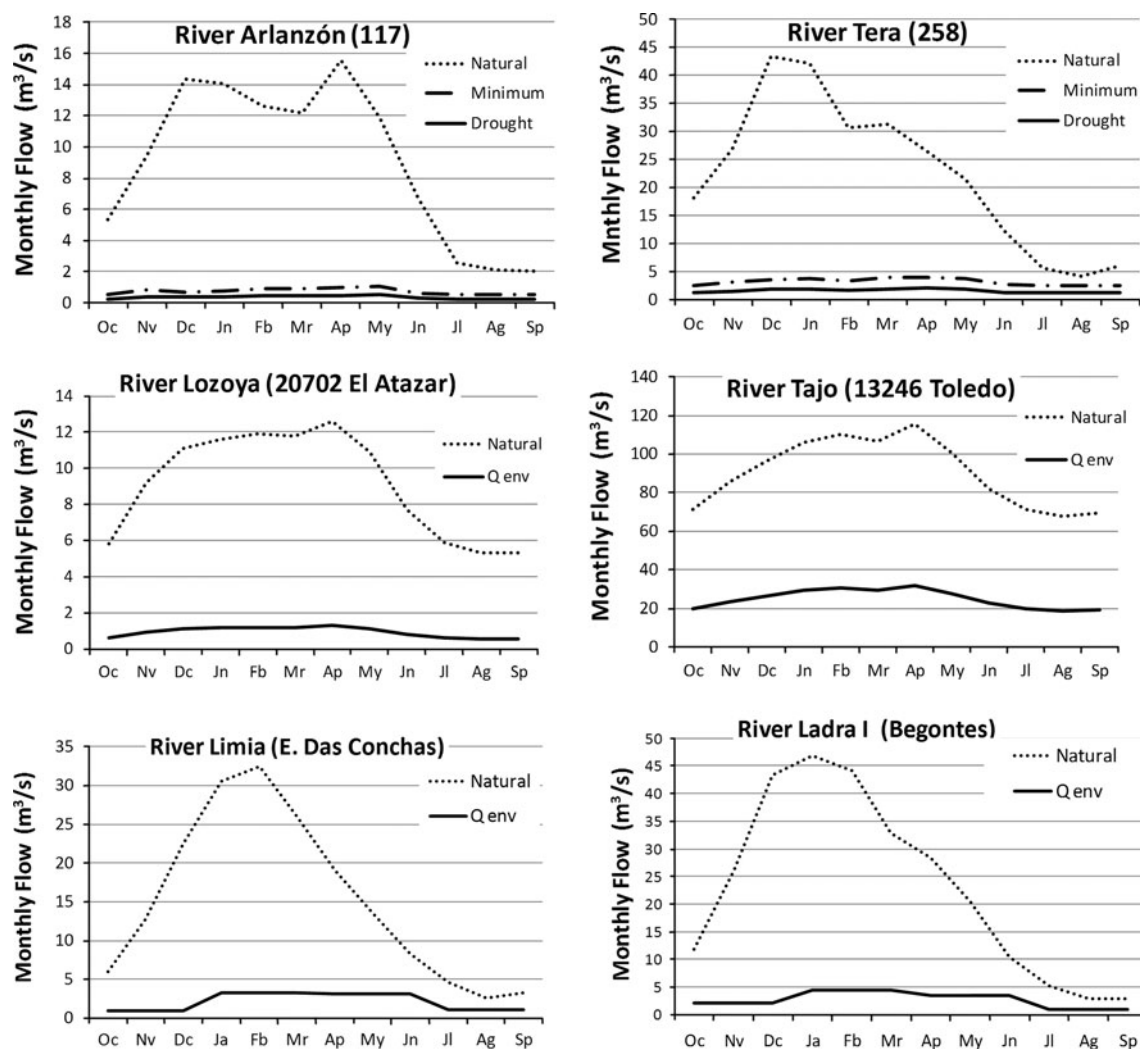 River Arlanzón (117)
Monthly Flow (m³/s)
18
16
14
12
10
8
6
4
2
0
Natural
Minimum
Drought
Oc Nv Dc Jn Fb Mr Ap My Jn Jl Ag Sp
River Tera (258)
Mnthly Flow (m³/s)
50
45
40
35
30
25
20
15
10
5
0
Natural
Minimum
Drought
Oc Nv Dc Jn Fb Mr Ap My Jn Jl Ag Sp
River Lozoya (20702 El Atazar)
Monthly Flow (m³/s)
14
12
10
8
6
4
2
0
Natural
Q env
Oc Nv Dc Jn Fb Mr Ap My Jn Jl Ag Sp
River Tajo (13246 Toledo)
Monthly Flow (m³/s)
140
120
100
80
60
40
20
0
Natural
Q env
Oc Nv Dc Jn Fb Mr Ap My Jn Jl Ag Sp
River Limia (E. Das Conchas)
Monthly Flow (m³/s)
35
30
25
20
15
10
5
0
Natural
Q env
Oc Nv Dc Ja Fb Mr Ap My Jn Jl Ag Sp
River Ladra I (Begontes)
Monthly Flow (m³/s)
50
45
40
35
30
25
20
15
10
5
0
Natural
Q env
Oc Nv Dc Ja Fb Mr Ap My Jn Jl Ag Sp